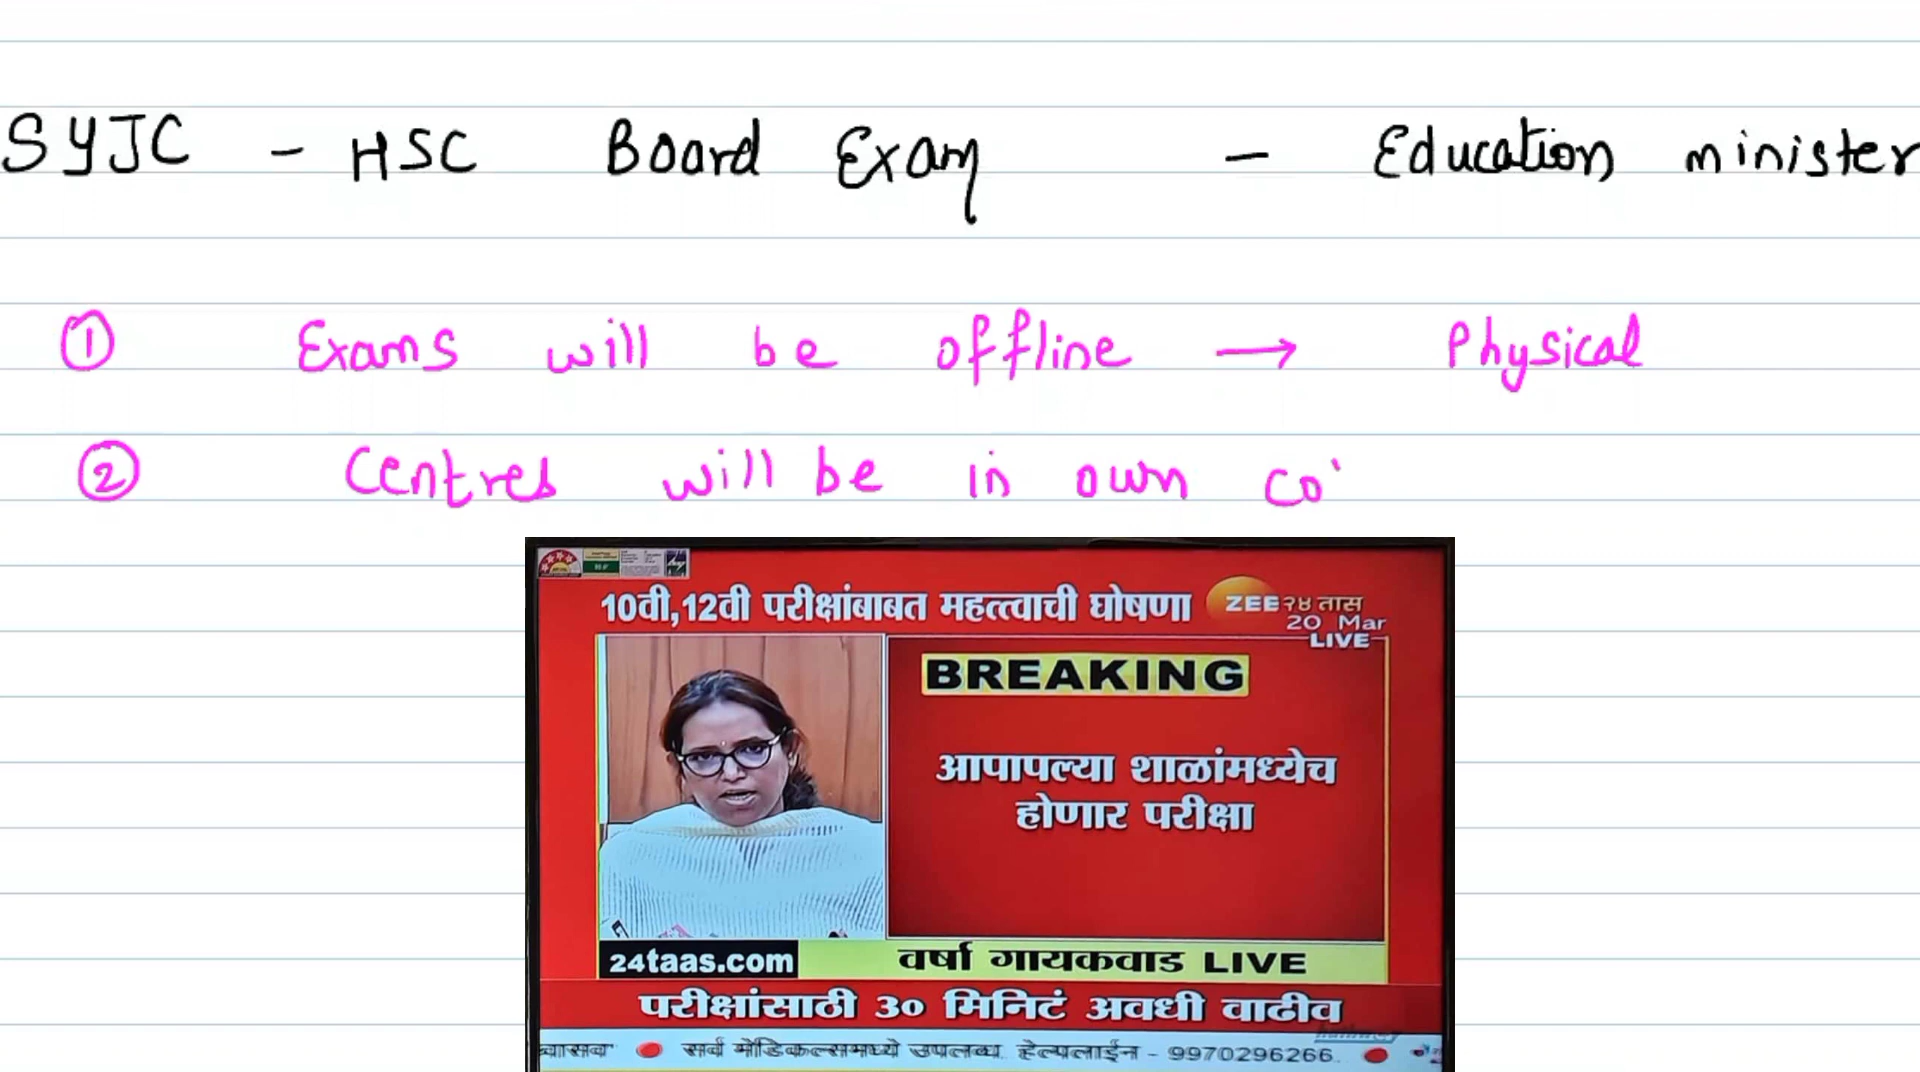 SYJC - HSC Board Exam - Education minister
① Exams will be offline → Physical
② Centres will be in own co
10वी,12वी परीक्षांबाबत महत्त्वाची घोषणा
ZEE २४ तास
20 Mar
LIVE
BREAKING
आपापल्या शाळांमध्येच
होणार परीक्षा
24taas.com
वर्षा गायकवाड LIVE
परीक्षांसाठी ३० मिनिटं अवधी वाढीव
सर्व मेडिकल्समध्ये उपलब्ध. हेल्पलाईन - 9970296266.